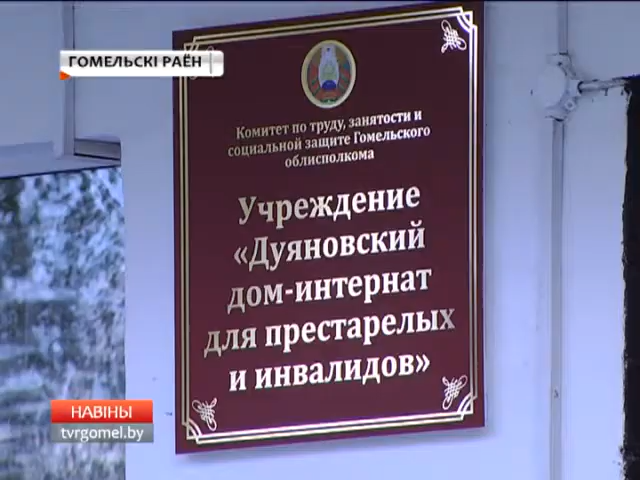 ГОМЕЛЬСКІ РАЁН
Комитет по труду, занятости и
социальной защите Гомельского
облисполкома
Учреждение
«Дуяновский
дом-интернат
для престарелых
и инвалидов»
НАВІНЫ
tvrgomel.by